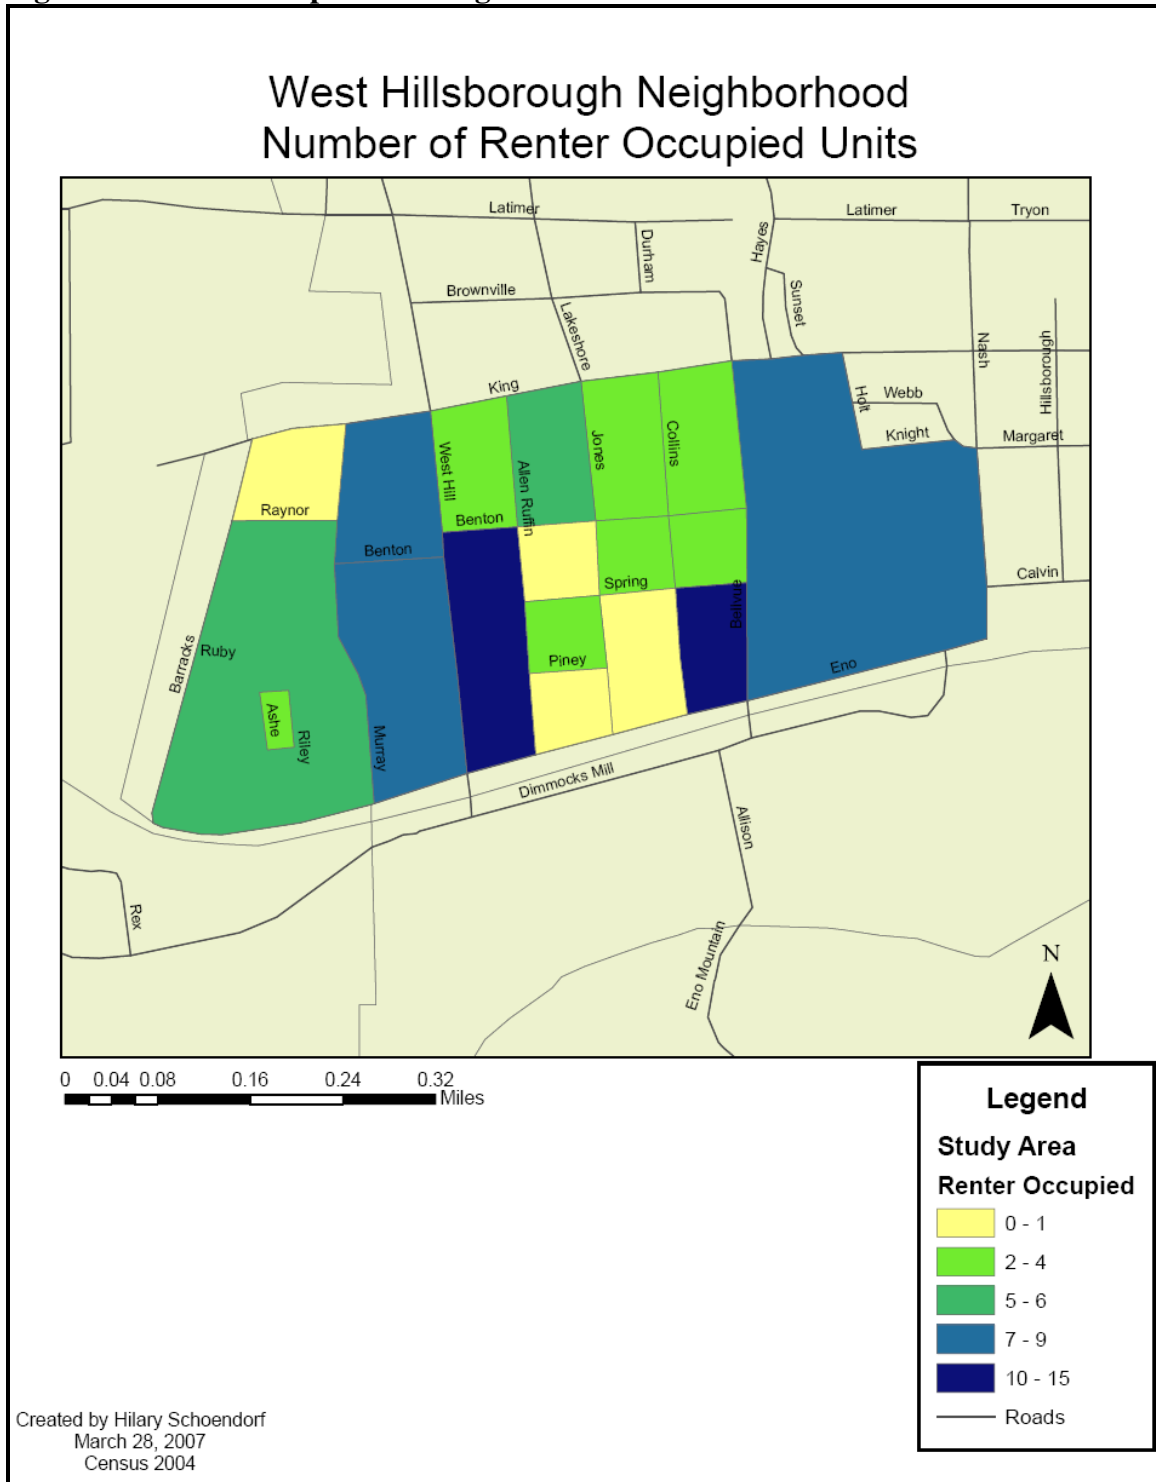 West Hillsborough Neighborhood
Number of Renter Occupied Units
Latimer
Latimer
Tryon
Durham
Hayes
Brownville
Sunset
Lakeshore
Nash
Hillsborough
King
Webb
Holt
Knight
Margaret
West Hill
Allen Ruffin
Jones
Collins
Raynor
Benton
Benton
Spring
Calvin
Bellvue
Barracks
Ruby
Piney
Eno
Ashe
Riley
Murray
Dimmocks Mill
Allison
Rex
Eno Mountain
N
0 0.04 0.08 0.16 0.24 0.32
Miles
Legend
Study Area
Renter Occupied
0 - 1
2 - 4
5 - 6
7 - 9
10 - 15
Roads
Created by Hilary Schoendorf
March 28, 2007
Census 2004